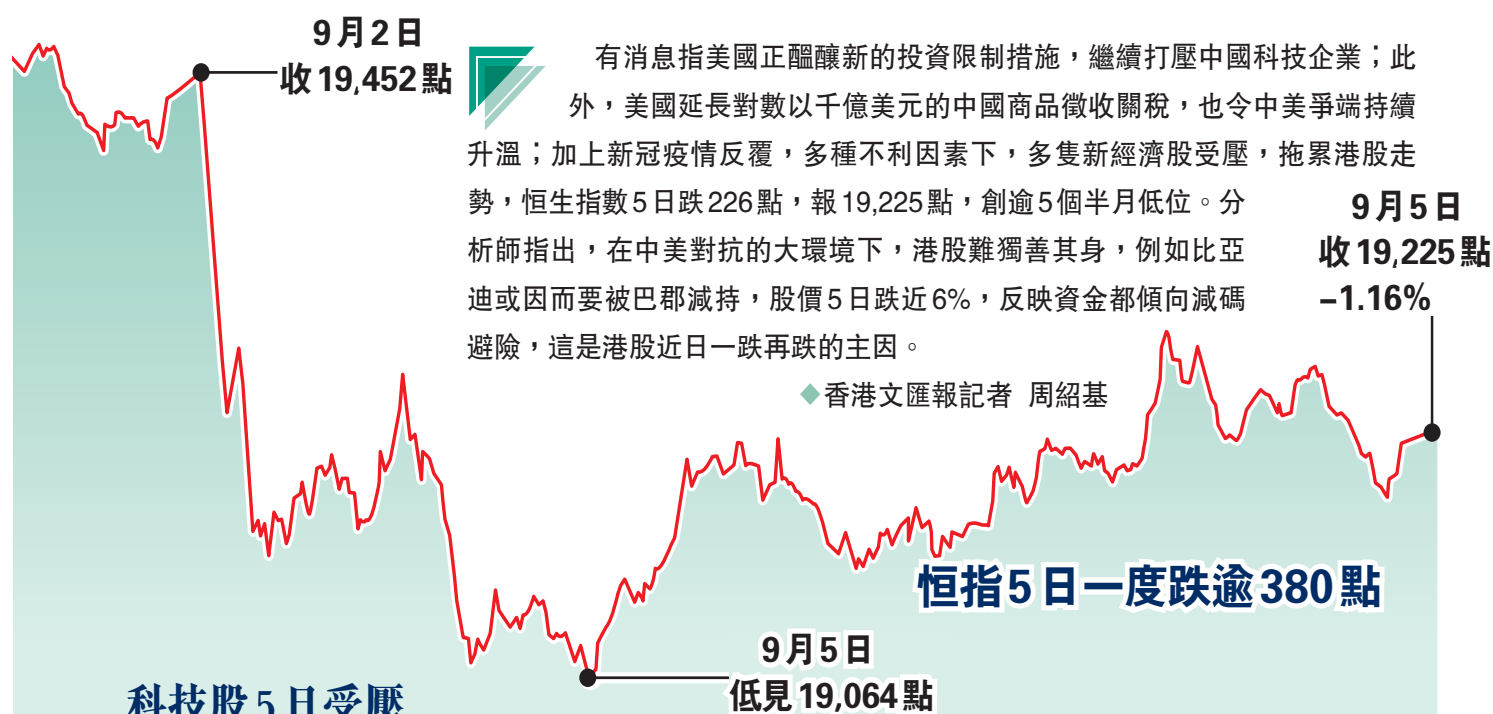 9月2日
收19,452點
有消息指美國正醞釀新的投資限制措施，繼續打壓中國科技企業；此
外，美國延長對數以千億美元的中國商品徵收關稅，也令中美爭端持續
升溫；加上新冠疫情反覆，多種不利因素下，多隻新經濟股受壓，拖累港股走
勢，恒生指數5日跌226點，報19,225點，創逾5個半月低位。分
析師指出，在中美對抗的大環境下，港股難獨善其身，例如比亞
迪或因而要被巴郡減持，股價5日跌近6%，反映資金都傾向減碼
避險，這是港股近日一跌再跌的主因。
◆香港文匯報記者 周紹基
9月5日
收19,225點
−1.16%
恒指5日一度跌逾380點
9月5日
低見19,064點
科技股5日受壓